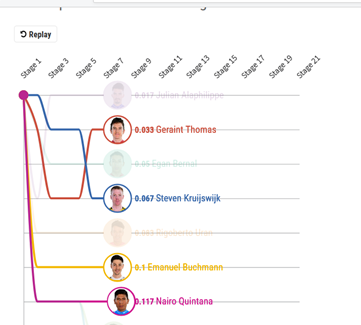 Replay
Stage 1
Stage 3
Stage 5
Stage 7
Stage 9
Stage 11
Stage 13
Stage 15
Stage 17
Stage 19
Stage 21
0.017 Julian Alaphilippe
0.033 Geraint Thomas
0.05 Egan Bernal
0.067 Steven Kruijswijk
0.083 Rigoberto Uran
0.1 Emanuel Buchmann
0.117 Nairo Quintana